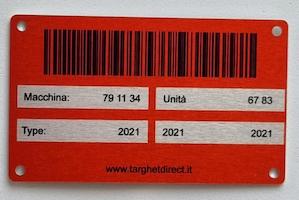 Macchina: 79 11 34 Unità 67 83
Type: 2021 2021 2021
www.targhetdirect.it